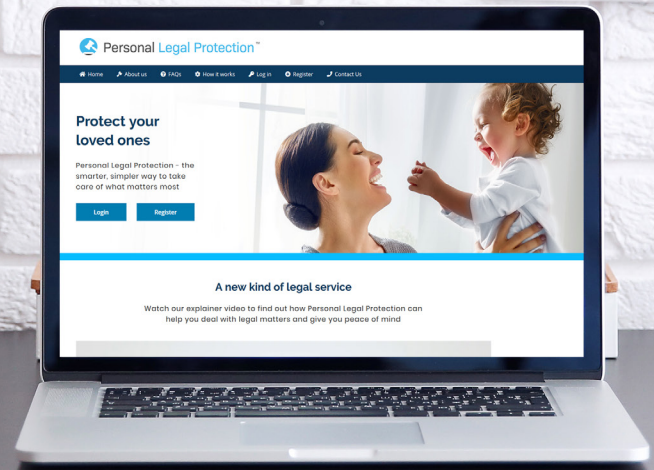 Personal Legal Protection™
Home About us FAQs How it works Log in Register Contact Us
Protect your
loved ones
Personal Legal Protection - the
smarter, simpler way to take
care of what matters most
Login Register
A new kind of legal service
Watch our explainer video to find out how Personal Legal Protection can
help you deal with legal matters and give you peace of mind